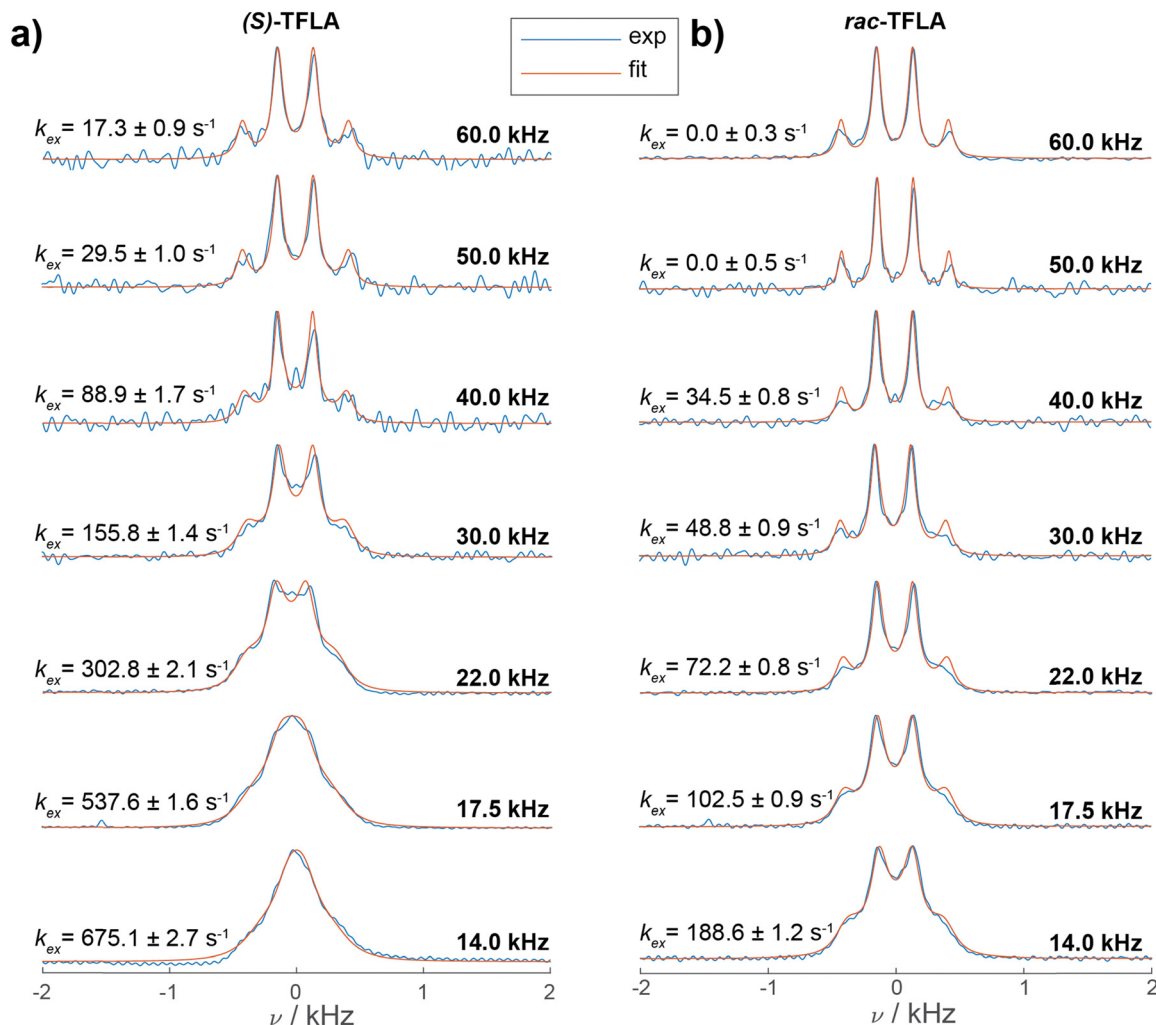 a)
(S)-TFLA
exp
fit
b)
rac-TFLA
kex= 17.3 ± 0.9 s-1
60.0 kHz
kex= 29.5 ± 1.0 s-1
50.0 kHz
kex= 88.9 ± 1.7 s-1
40.0 kHz
kex= 155.8 ± 1.4 s-1
30.0 kHz
kex= 302.8 ± 2.1 s-1
22.0 kHz
kex= 537.6 ± 1.6 s-1
17.5 kHz
kex= 675.1 ± 2.7 s-1
14.0 kHz
-2 -1 0 1 2
ν / kHz
kex= 0.0 ± 0.3 s-1
60.0 kHz
kex= 0.0 ± 0.5 s-1
50.0 kHz
kex= 34.5 ± 0.8 s-1
40.0 kHz
kex= 48.8 ± 0.9 s-1
30.0 kHz
kex= 72.2 ± 0.8 s-1
22.0 kHz
kex= 102.5 ± 0.9 s-1
17.5 kHz
kex= 188.6 ± 1.2 s-1
14.0 kHz
-2 -1 0 1 2
ν / kHz